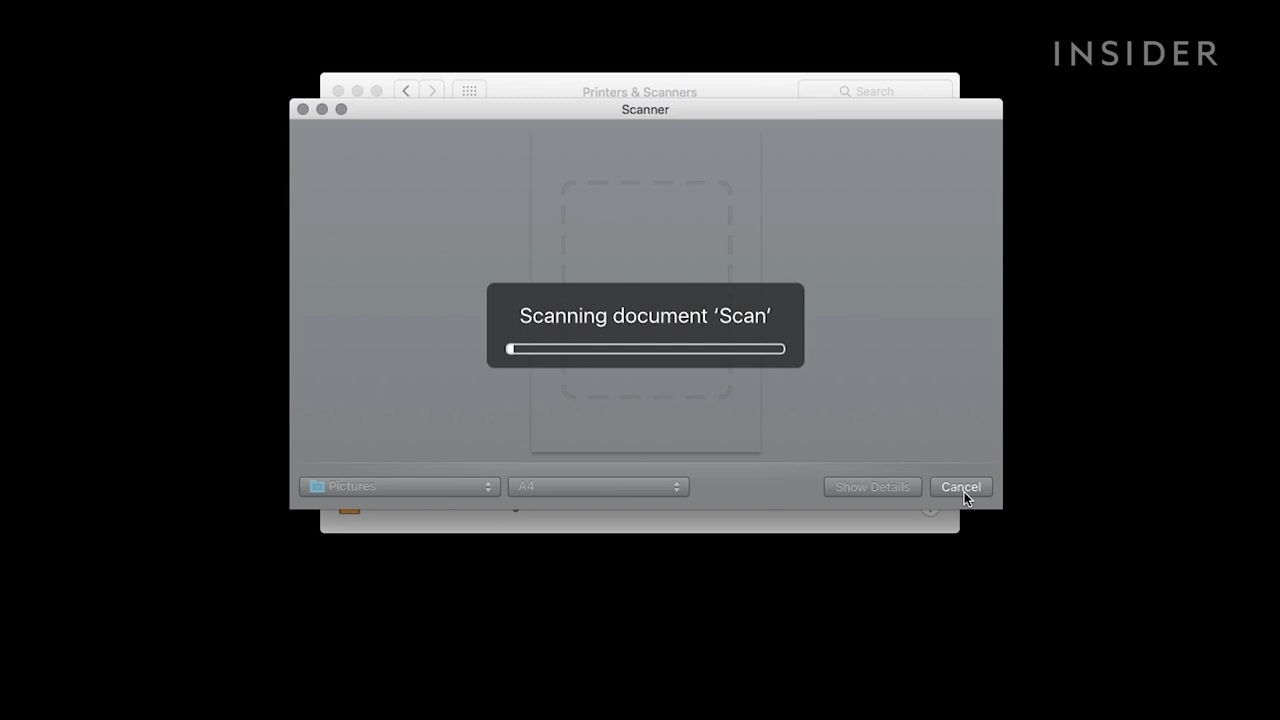 INSIDER
Printers & Scanners
Search
Scanner
Scanning document ‘Scan’
Pictures
A4
Show Details
Cancel